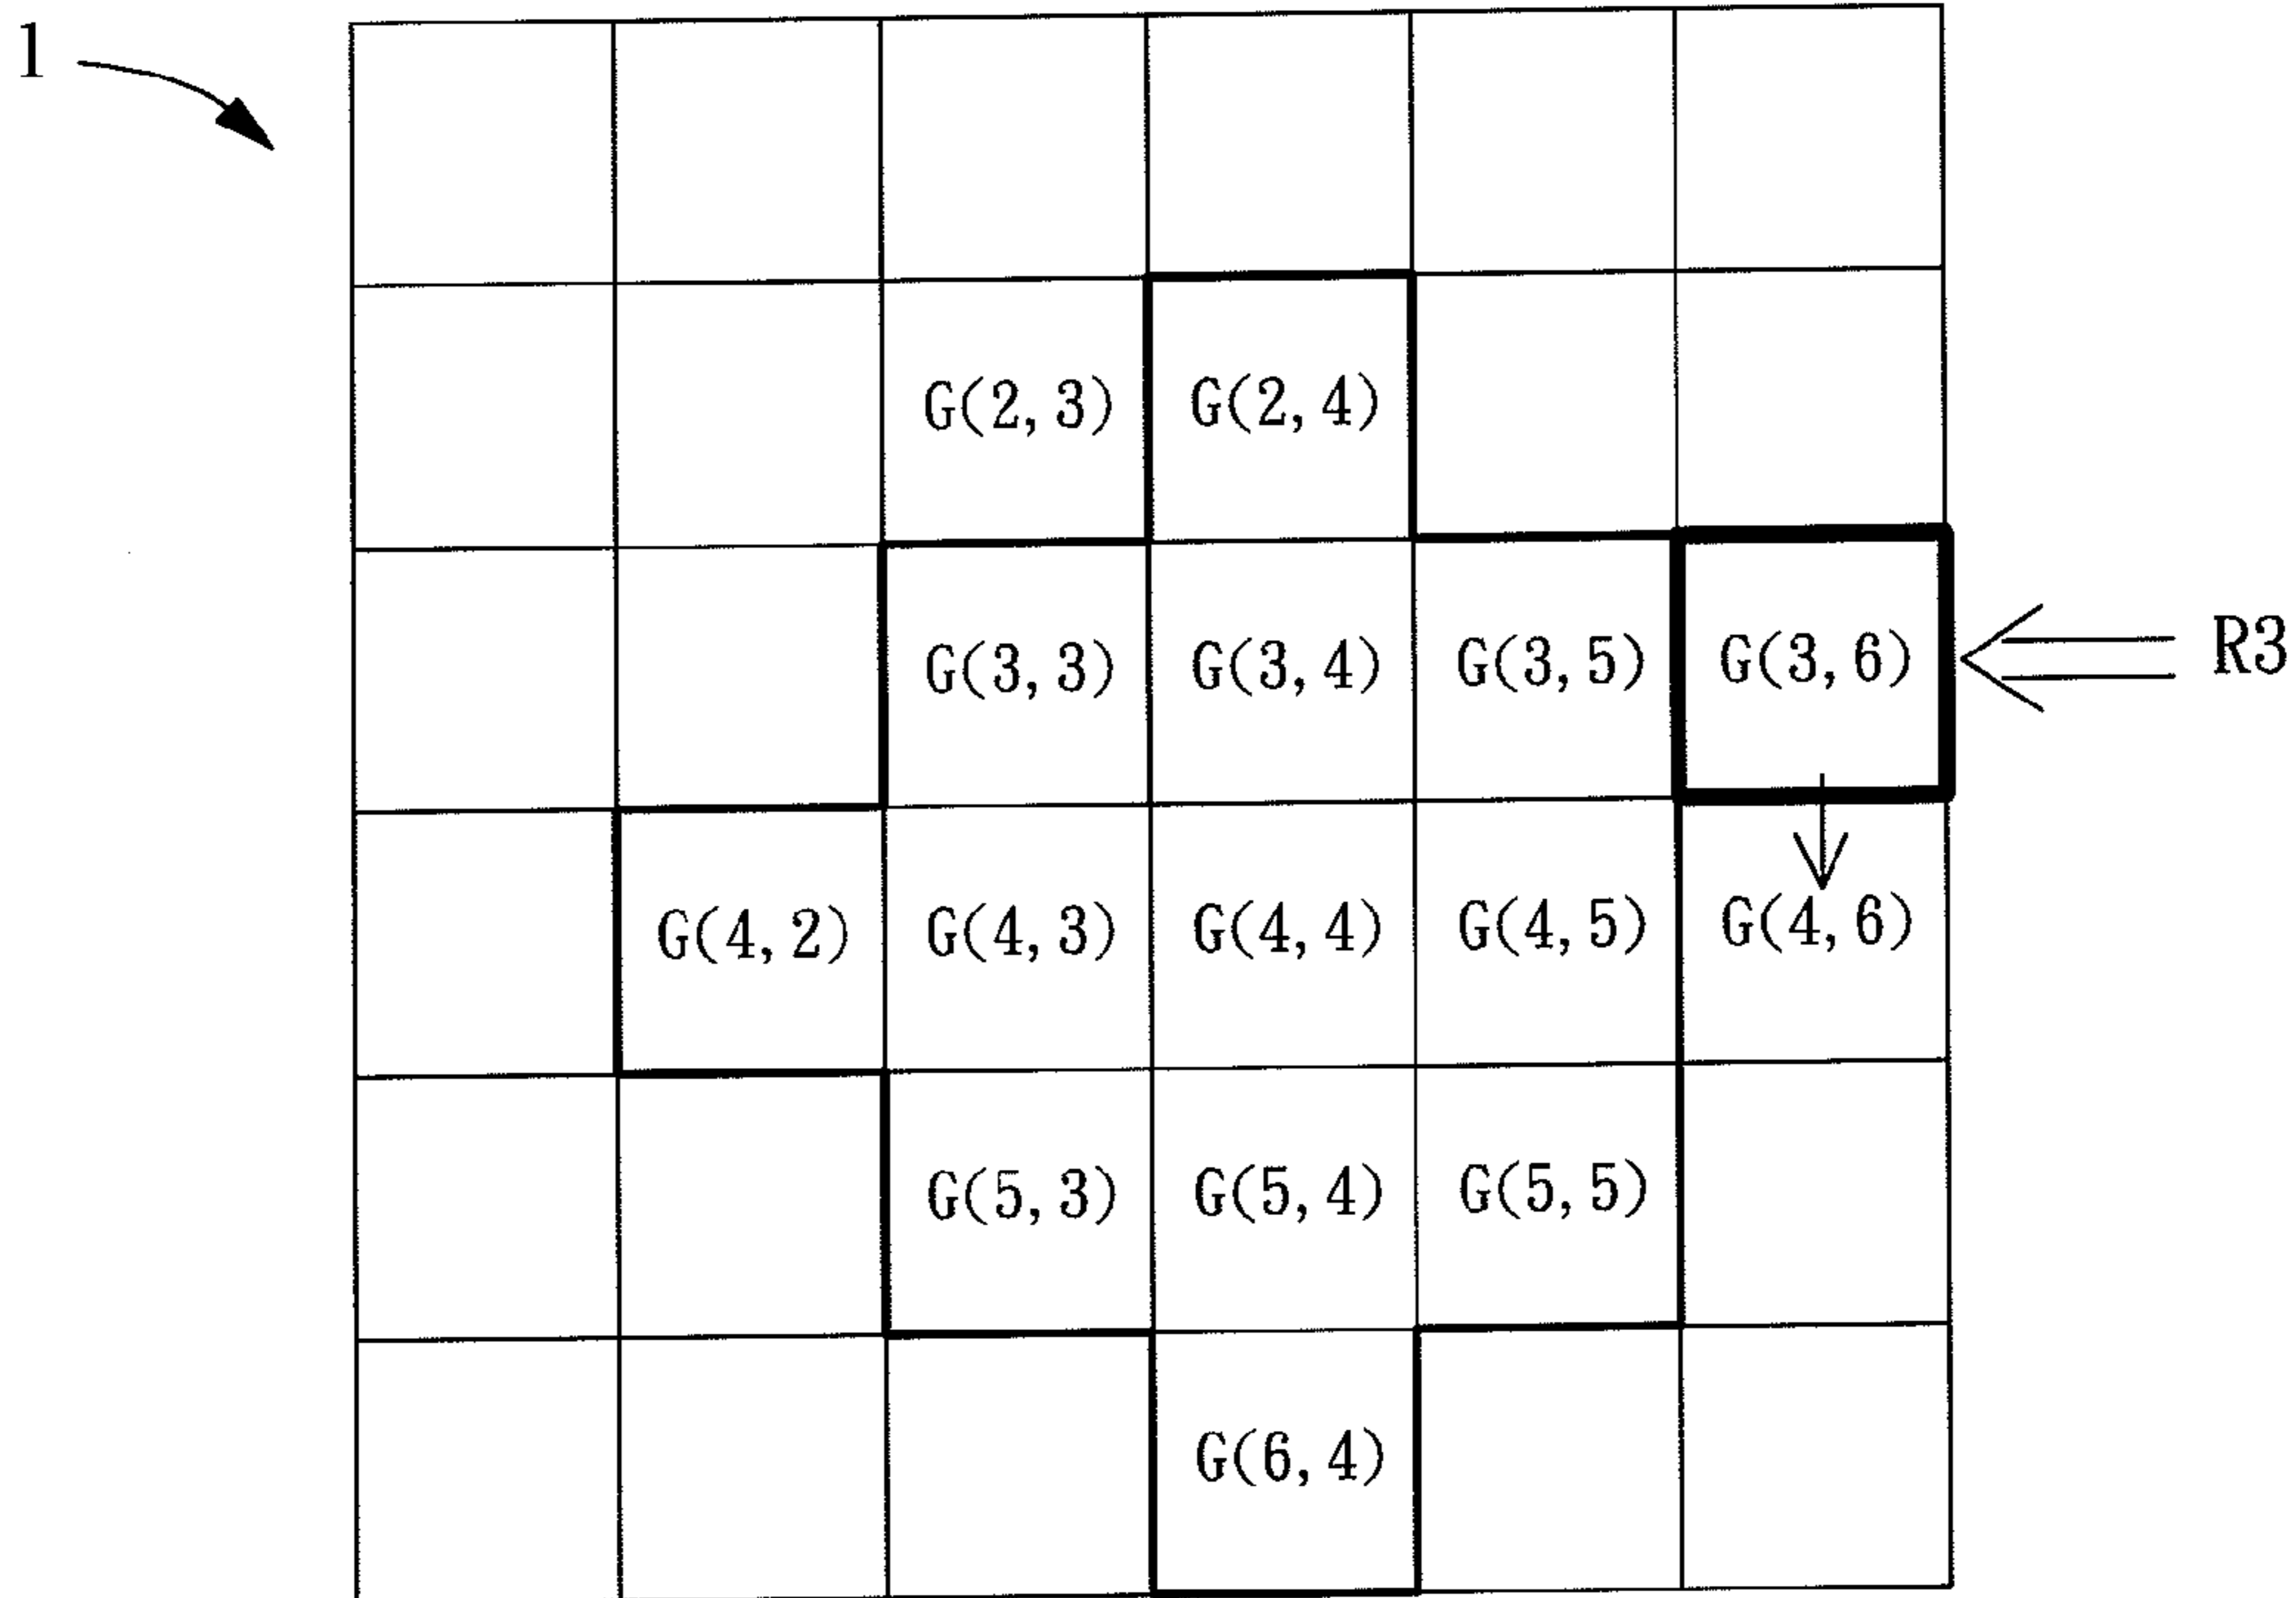 1
G(2,3) G(2,4)
G(3,3) G(3,4) G(3,5) G(3,6) R3
G(4,2) G(4,3) G(4,4) G(4,5) G(4,6)
G(5,3) G(5,4) G(5,5)
G(6,4)